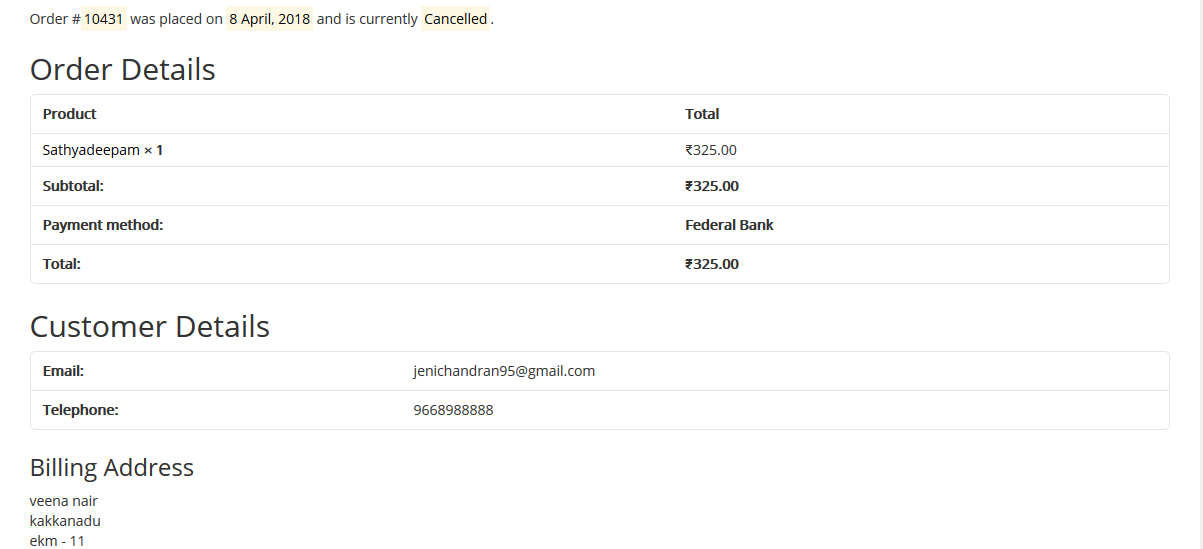 Order #10431 was placed on 8 April, 2018 and is currently Cancelled.
Order Details
Product Total
Sathyadeepam × 1 ₹325.00
Subtotal: ₹325.00
Payment method: Federal Bank
Total: ₹325.00
Customer Details
Email: jenichandran95@gmail.com
Telephone: 9668988888
Billing Address
veena nair
kakkanadu
ekm - 11